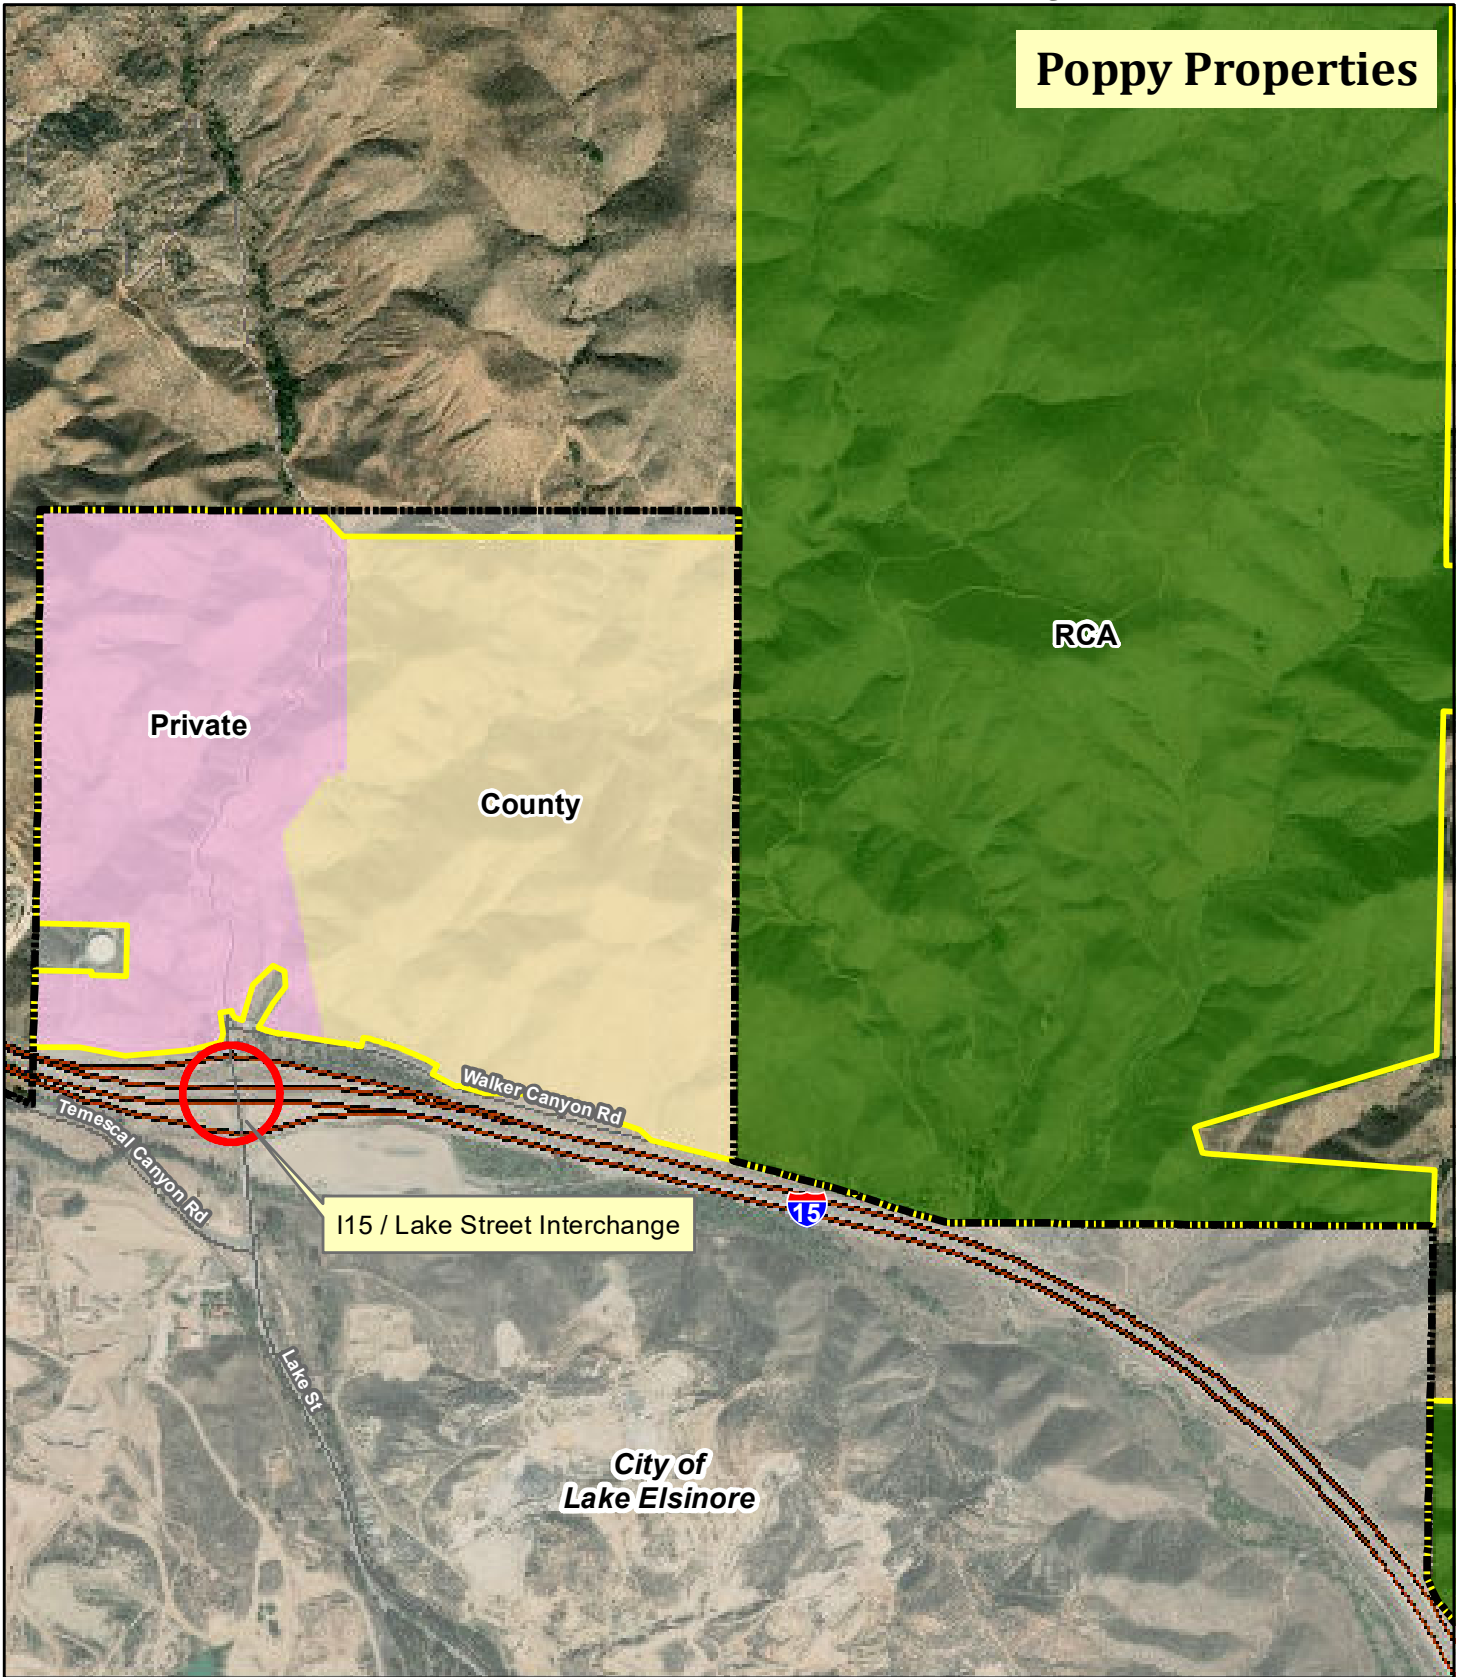 Poppy Properties
RCA
Private
County
Walker Canyon Rd
Temescal Canyon Rd
15
I15 / Lake Street Interchange
Lake St
City of
Lake Elsinore